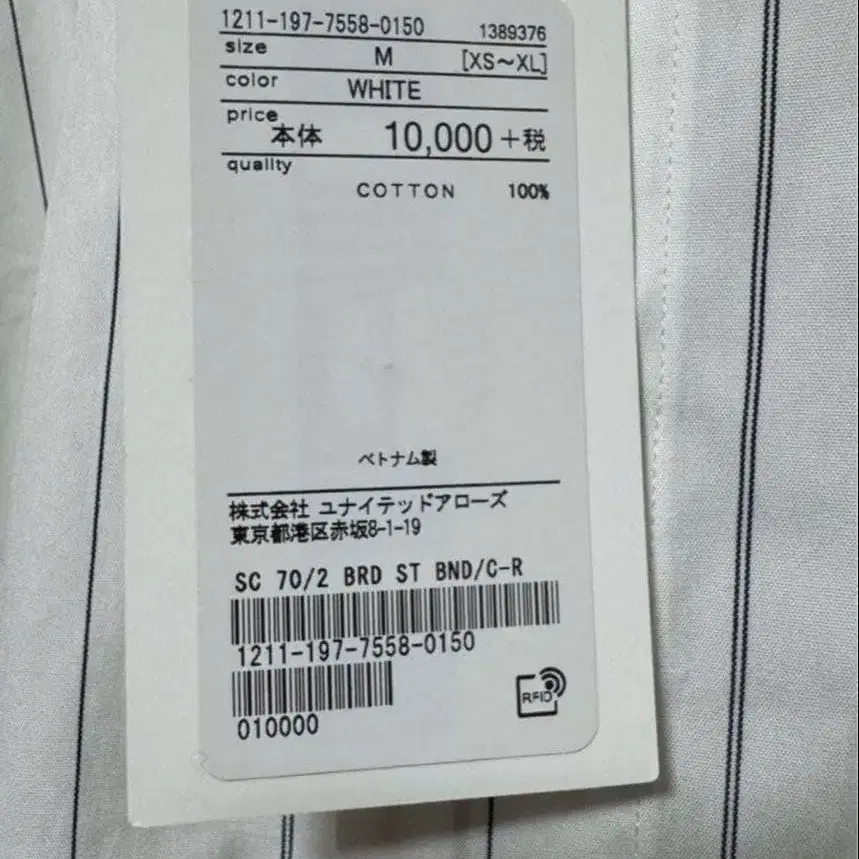 1211-197-7558-0150 1389376
size M [XS～XL]
color WHITE
price 本体 10,000+税
quality
COTTON 100%
ベトナム製
株式会社 ユナイテッドアローズ
東京都港区赤坂8-1-19
SC 70/2 BRD ST BND/C-R
1211-197-7558-0150
010000
RFID